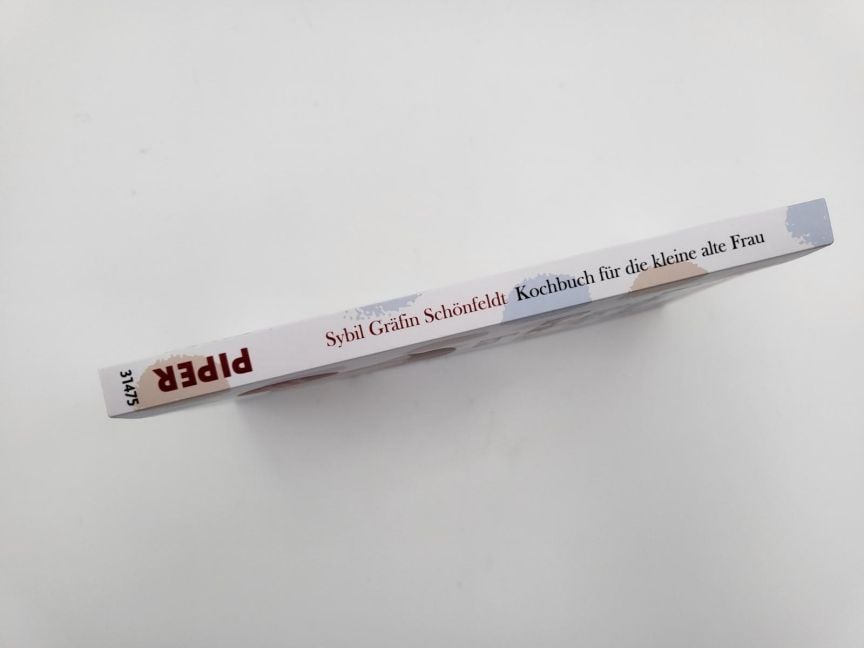 Sybil Gräfin Schönfeldt Kochbuch für die kleine alte Frau
PIPER
31475